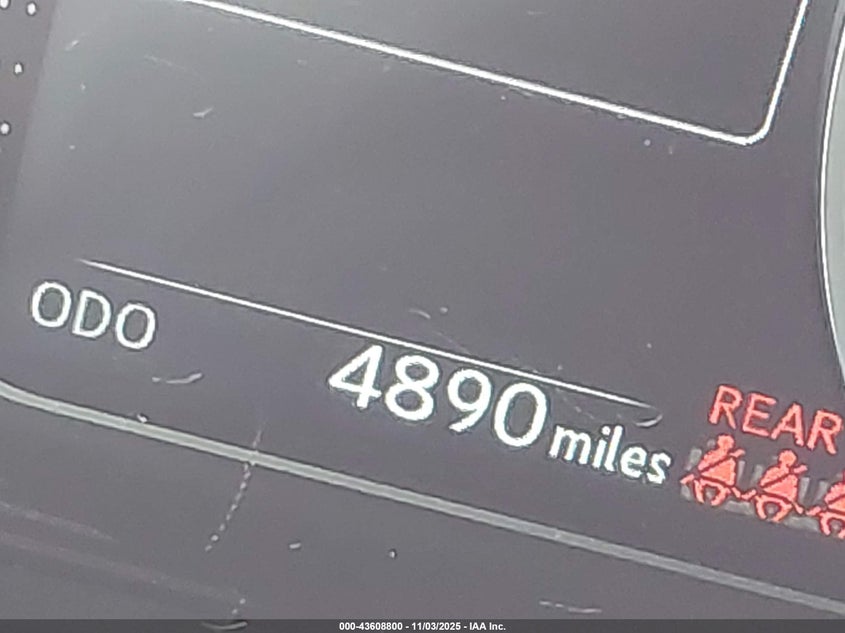 ODO
4890 miles
REAR
000-43608800 - 11/03/2025 - IAA Inc.